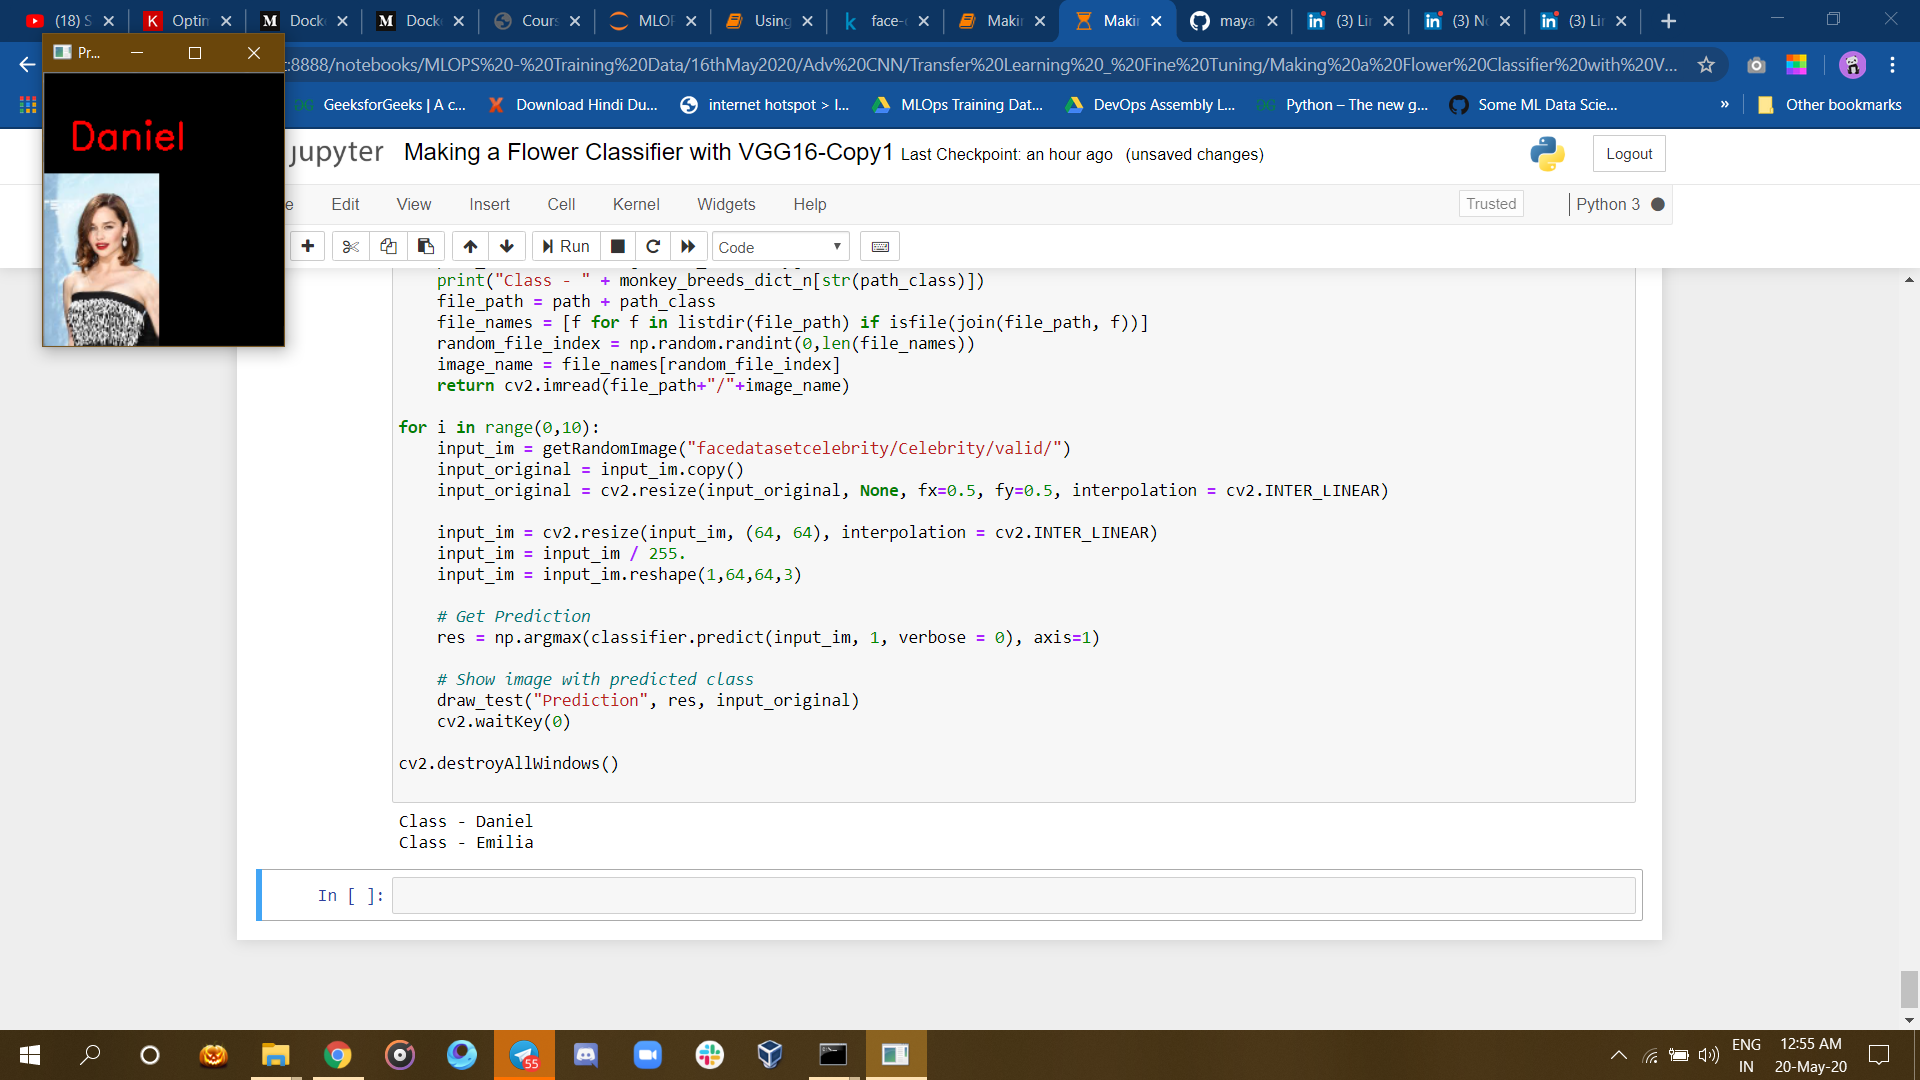 (18) S
Optim
Docke
Docke
Cours
MLOP
Using
face-
Makin
Makin
maya
(3) Lin
(3) N
(3) Lin
Pr...
:8888/notebooks/MLOPS%20-%20Training%20Data/16thMay2020/Adv%20CNN/Transfer%20Learning%20_%20Fine%20Tuning/Making%20a%20Flower%20Classifier%20with%20V...
GeeksforGeeks | A c...
Download Hindi Du...
internet hotspot > I...
MLOps Training Dat...
DevOps Assembly L...
Python – The new g...
Some ML Data Scie...
»
Other bookmarks
Daniel
jupyter Making a Flower Classifier with VGG16-Copy1 Last Checkpoint: an hour ago (unsaved changes)
Logout
e Edit View Insert Cell Kernel Widgets Help
Trusted
Python 3
Run
Code
print("Class - " + monkey_breeds_dict_n[str(path_class)])
file_path = path + path_class
file_names = [f for f in listdir(file_path) if isfile(join(file_path, f))]
random_file_index = np.random.randint(0,len(file_names))
image_name = file_names[random_file_index]
return cv2.imread(file_path+"/"+image_name)
for i in range(0,10):
input_im = getRandomImage("facedatasetcelebrity/Celebrity/valid/")
input_original = input_im.copy()
input_original = cv2.resize(input_original, None, fx=0.5, fy=0.5, interpolation = cv2.INTER_LINEAR)
input_im = cv2.resize(input_im, (64, 64), interpolation = cv2.INTER_LINEAR)
input_im = input_im / 255.
input_im = input_im.reshape(1,64,64,3)
# Get Prediction
res = np.argmax(classifier.predict(input_im, 1, verbose = 0), axis=1)
# Show image with predicted class
draw_test("Prediction", res, input_original)
cv2.waitKey(0)
cv2.destroyAllWindows()
Class - Daniel
Class - Emilia
In [ ]:
55
ENG
IN
12:55 AM
20-May-20